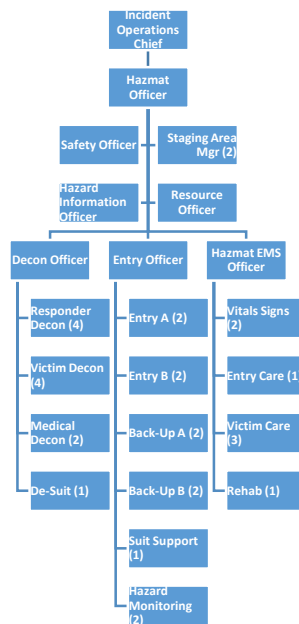 Incident
Operations
Chief
Hazmat
Officer
Safety Officer
Staging Area
Mgr (2)
Hazard
Information
Officer
Resource
Officer
Decon Officer
Entry Officer
Hazmat EMS
Officer
Responder
Decon (4)
Entry A (2)
Vitals Signs
(2)
Victim Decon
(4)
Entry B (2)
Entry Care (1
Medical
Decon (2)
Back-Up A (2)
Victim Care
(3)
De-Suit (1)
Back-Up B (2)
Rehab (1)
Suit Support
(1)
Hazard
Monitoring
(2)